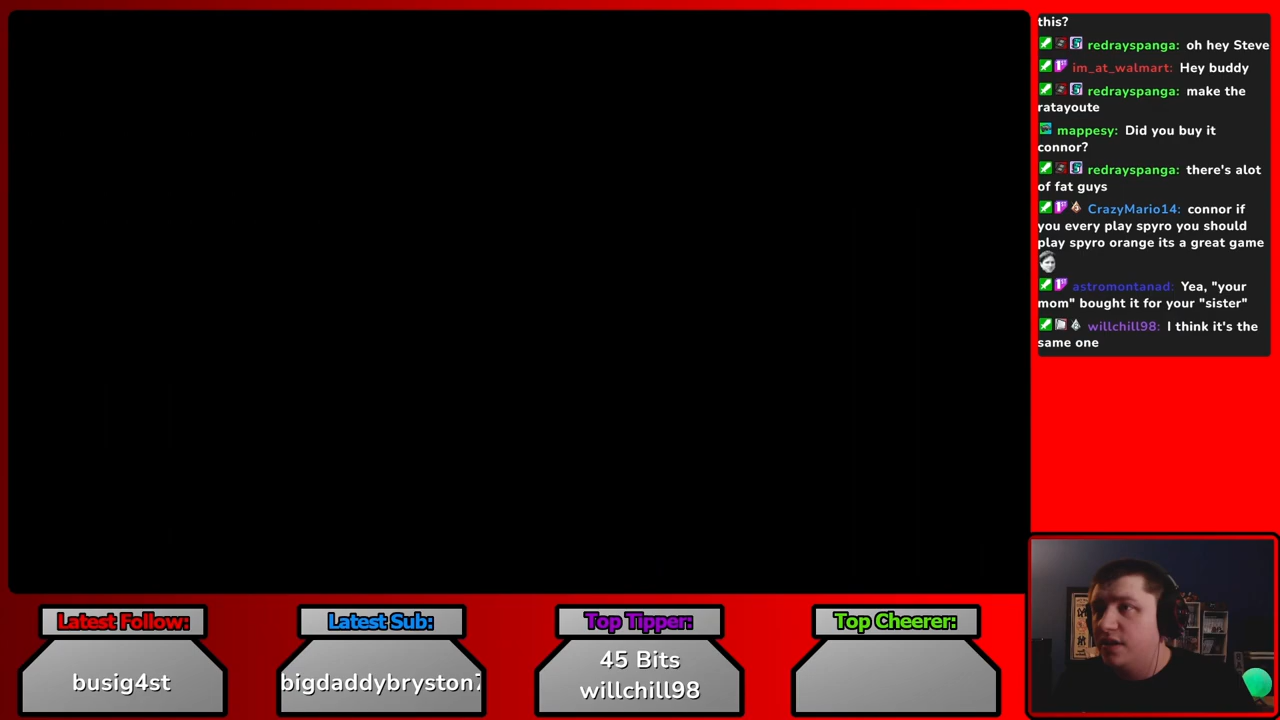 this?
redrayspanga: oh hey Steve
im_at_walmart: Hey buddy
redrayspanga: make the
ratayoute
mappesy: Did you buy it
connor?
redrayspanga: there's alot
of fat guys
CrazyMario14: connor if
you every play spyro you should
play spyro orange its a great game
astromontanad: Yea, "your
mom" bought it for your "sister"
willchill98: I think it's the
same one
Latest Follow:
busig4st
Latest Sub:
bigdaddybryston7
Top Tipper:
45 Bits
willchill98
Top Cheerer: